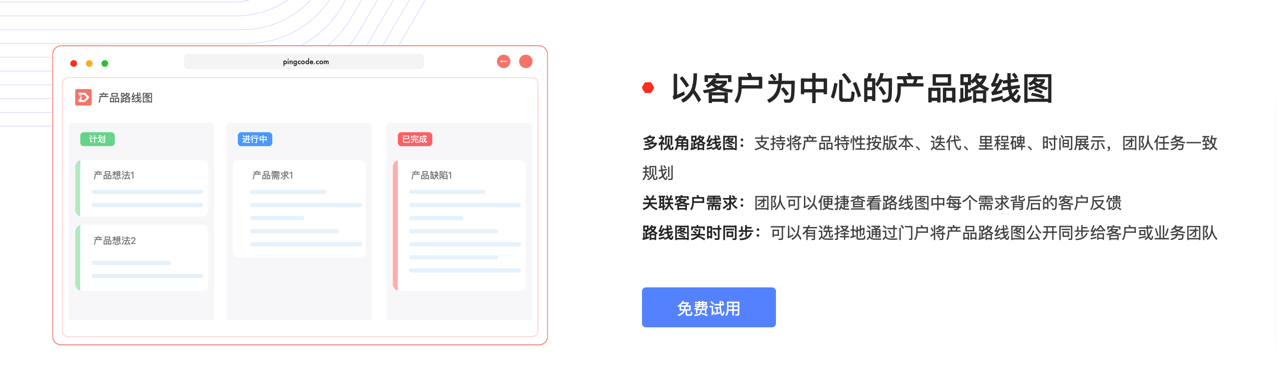 pingcode.com
产品路线图
计划
产品想法1
产品想法2
进行中
产品需求1
已完成
产品缺陷1
以客户为中心的产品路线图
多视角路线图：支持将产品特性按版本、迭代、里程碑、时间展示，团队任务一致
规划
关联客户需求：团队可以便捷查看路线图中每个需求背后的客户反馈
路线图实时同步：可以有选择地通过门户将产品路线图公开同步给客户或业务团队
免费试用